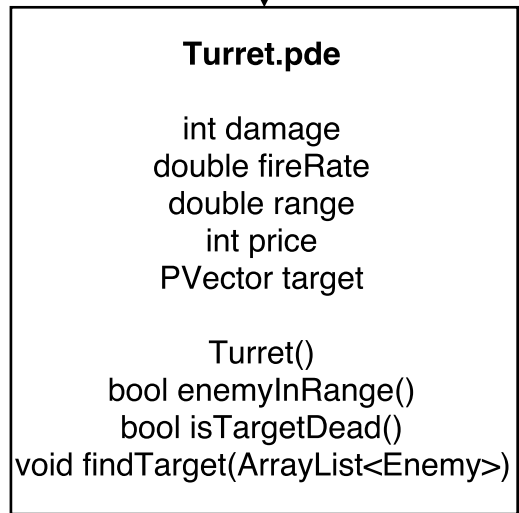 Turret.pde
int damage
double fireRate
double range
int price
PVector target
Turret()
bool enemyInRange()
bool isTargetDead()
void findTarget(ArrayList<Enemy>)